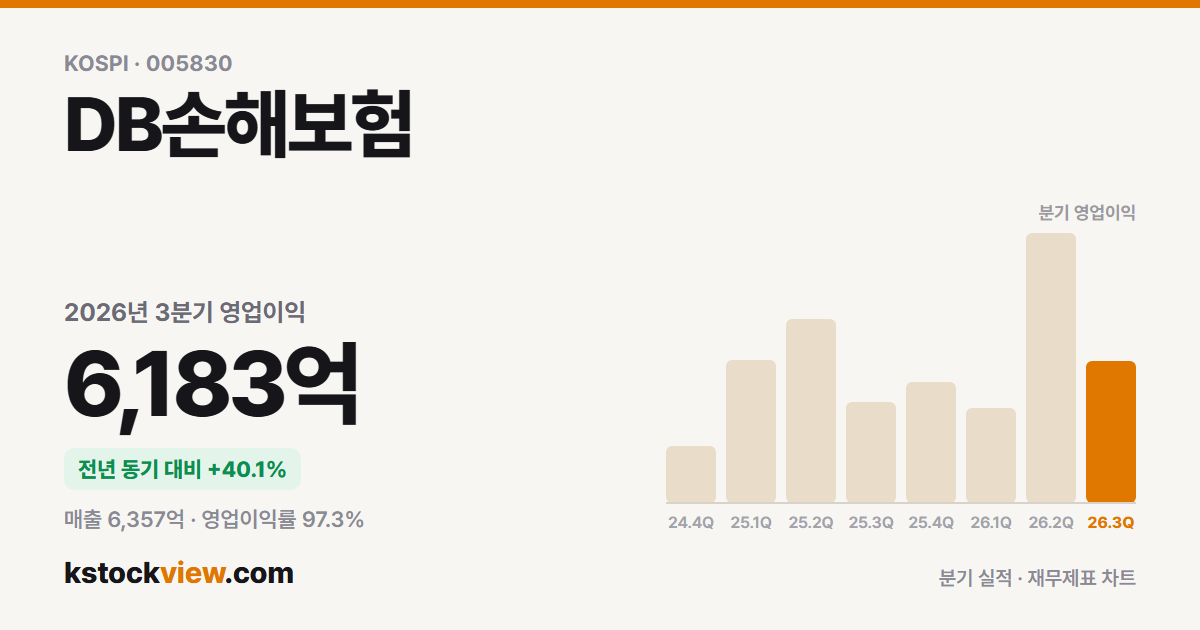 KOSPI · 005830
DB손해보험
분기 영업이익
2026년 3분기 영업이익
6,183억
전년 동기 대비 +40.1%
매출 6,357억 · 영업이익률 97.3%
24.4Q 25.1Q 25.2Q 25.3Q 25.4Q 26.1Q 26.2Q 26.3Q
kstockview.com
분기 실적 · 재무제표 차트